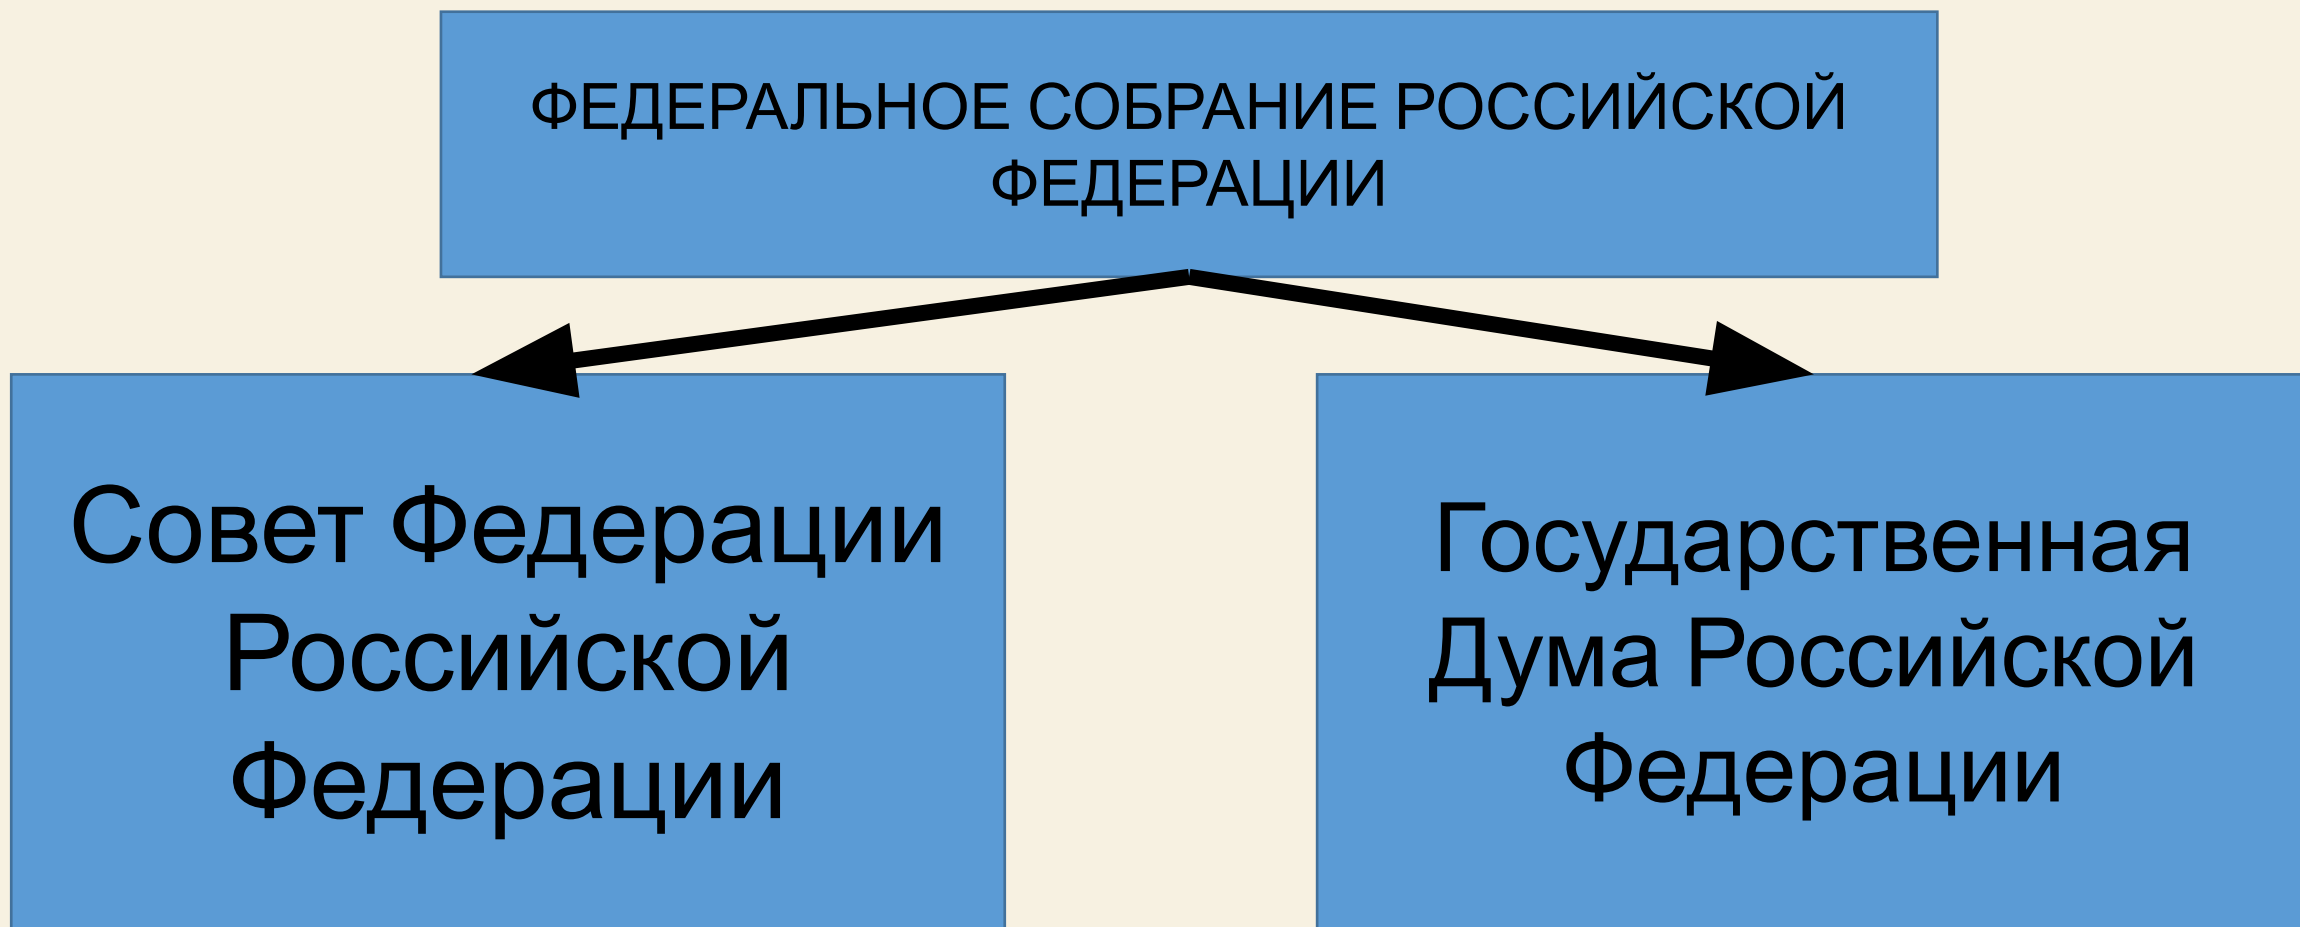 ФЕДЕРАЛЬНОЕ СОБРАНИЕ РОССИЙСКОЙ
ФЕДЕРАЦИИ
Совет Федерации
Российской
Федерации
Государственная
Дума Российской
Федерации